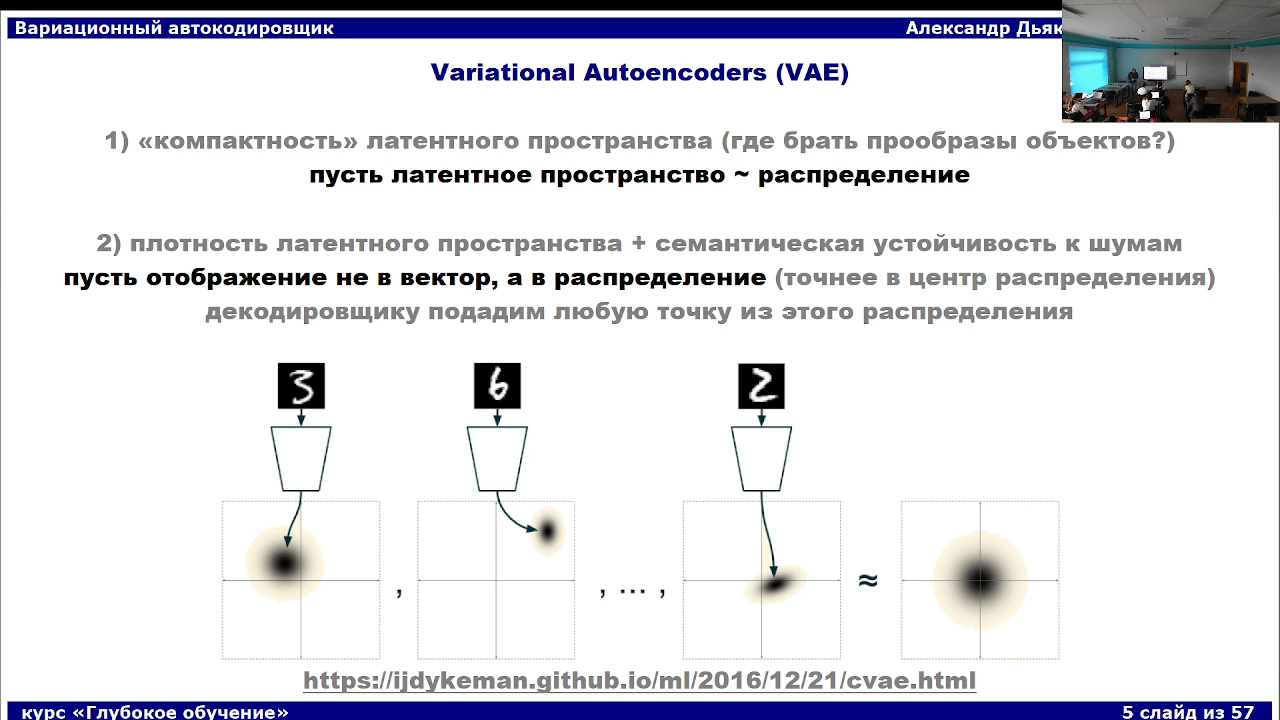 Вариационный автокодировщик
Александр
Variational Autoencoders (VAE)
1) «компактность» латентного пространства (где брать прообразы объектов?)
пусть латентное пространство ~ распределение
2) плотность латентного пространства + семантическая устойчивость к шумам
пусть отображение не в вектор, а в распределение (точнее в центр распределения)
декодировщику подадим любую точку из этого распределения
3 6 2
, , ... , ≈
https://ijdykeman.github.io/ml/2016/12/21/cvae.html
курс «Глубокое обучение»
5 слайд из 57